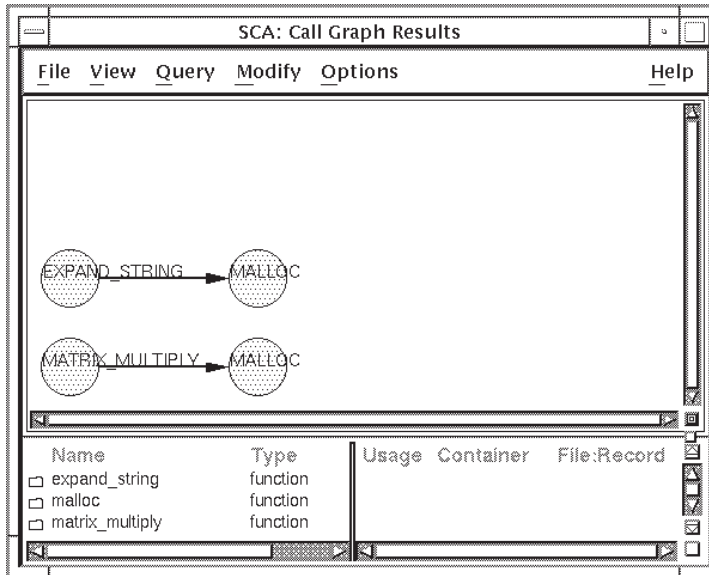 SCA: Call Graph Results
File View Query Modify Options Help
EXPAND_STRING MALLOC
MATRIX_MULTIPLY MALLOC
Name Type Usage Container File:Record
expand_string function
malloc function
matrix_multiply function